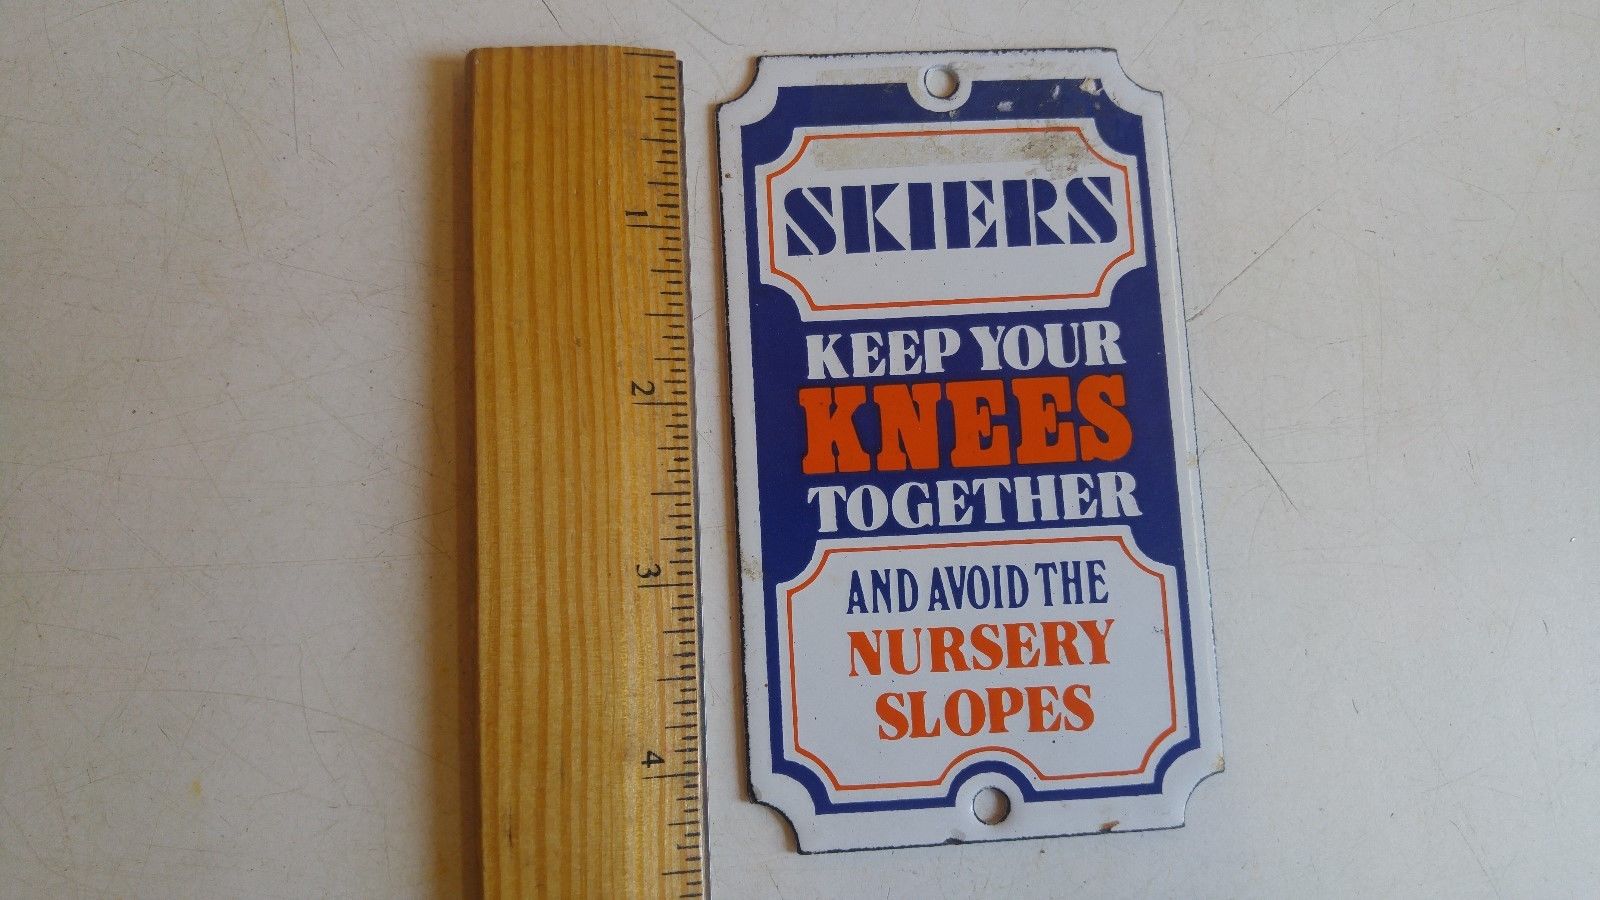 SKIERS
KEEP YOUR
KNEES
TOGETHER
AND AVOID THE
NURSERY
SLOPES
1
2
3
4